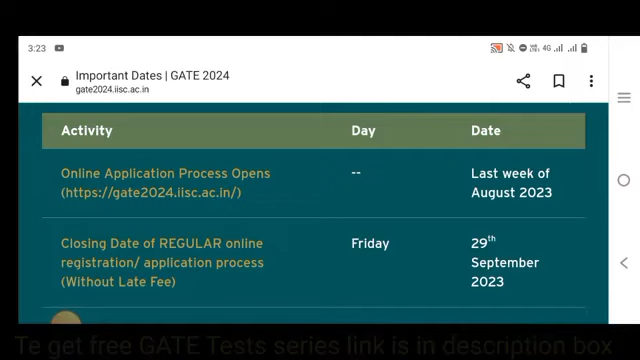 3:23
4G
Important Dates | GATE 2024
gate2024.iisc.ac.in
Activity Day Date
Online Application Process Opens -- Last week of
(https://gate2024.iisc.ac.in/) August 2023
Closing Date of REGULAR online Friday 29th
registration/ application process September
(Without Late Fee) 2023
Te get free GATE Tests series link is in description box